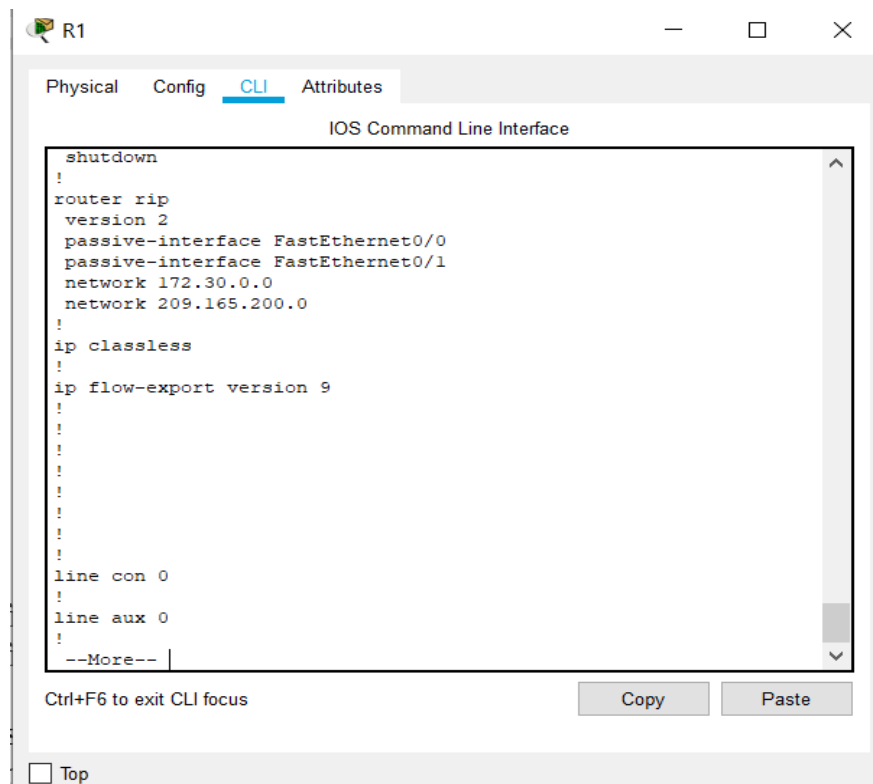 R1
Physical Config CLI Attributes
IOS Command Line Interface
shutdown
!
router rip
version 2
passive-interface FastEthernet0/0
passive-interface FastEthernet0/1
network 172.30.0.0
network 209.165.200.0
!
ip classless
!
ip flow-export version 9
!
!
!
!
!
!
!
!
line con 0
!
line aux 0
!
--More--
Ctrl+F6 to exit CLI focus
Copy Paste
Top